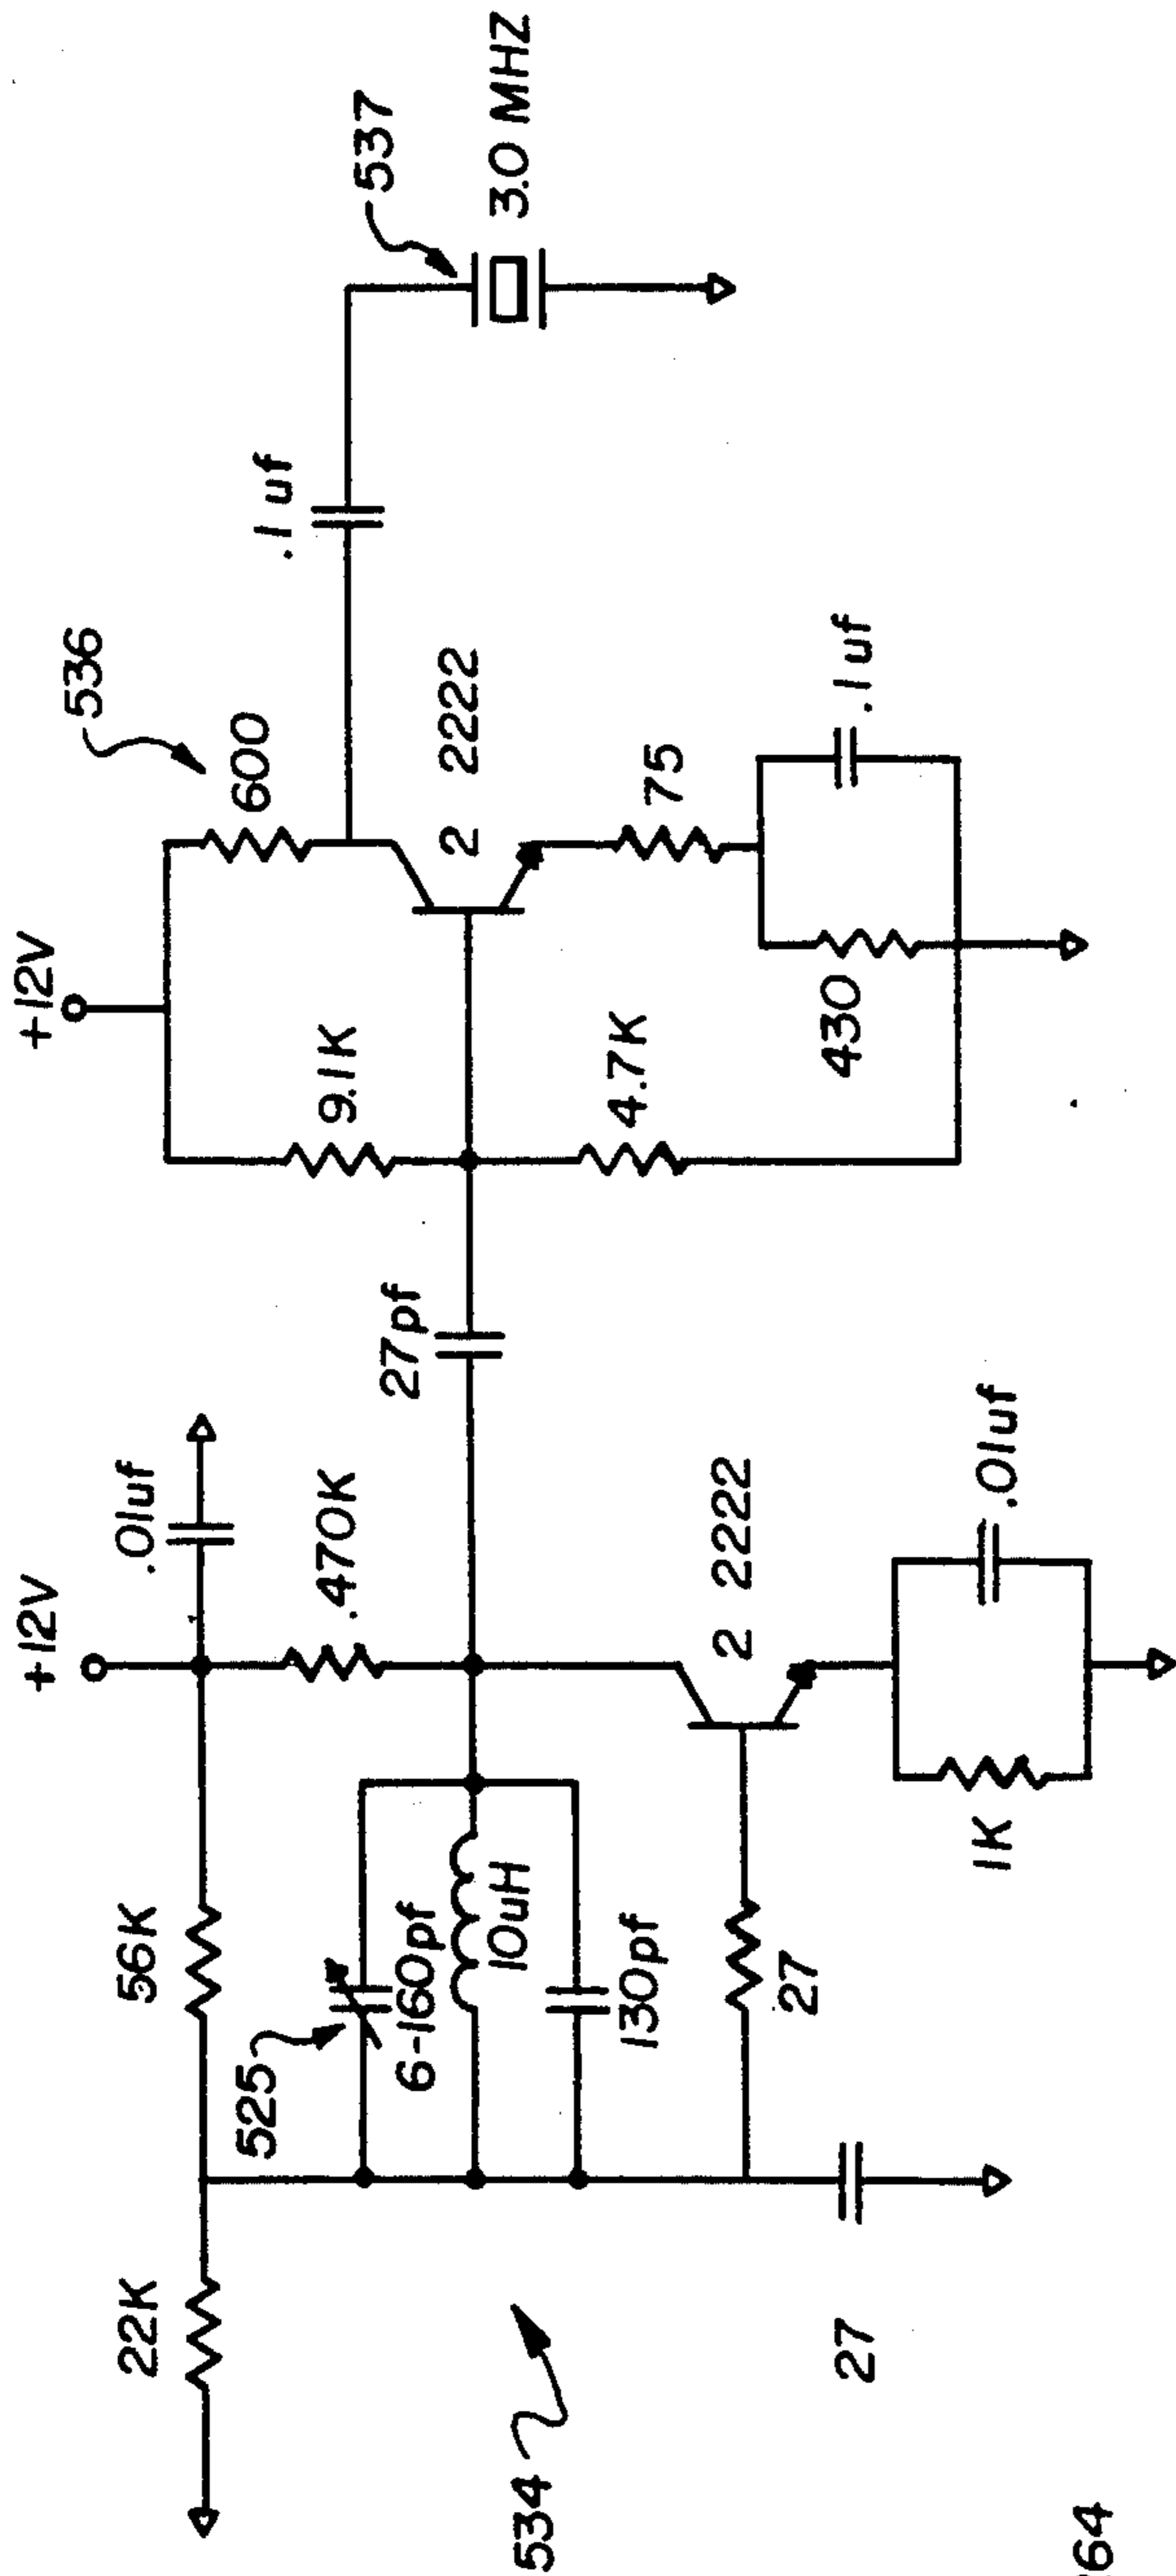 +12V
536
600
.1 uf
537
3.0 MHZ
9.1K
2 2222
75
4.7K
430
.1 uf
27pf
+12V
.01uf
56K
.470K
22K
525
6-160pf
10uH
130pf
2 2222
27
1K
.01uf
534
27
64